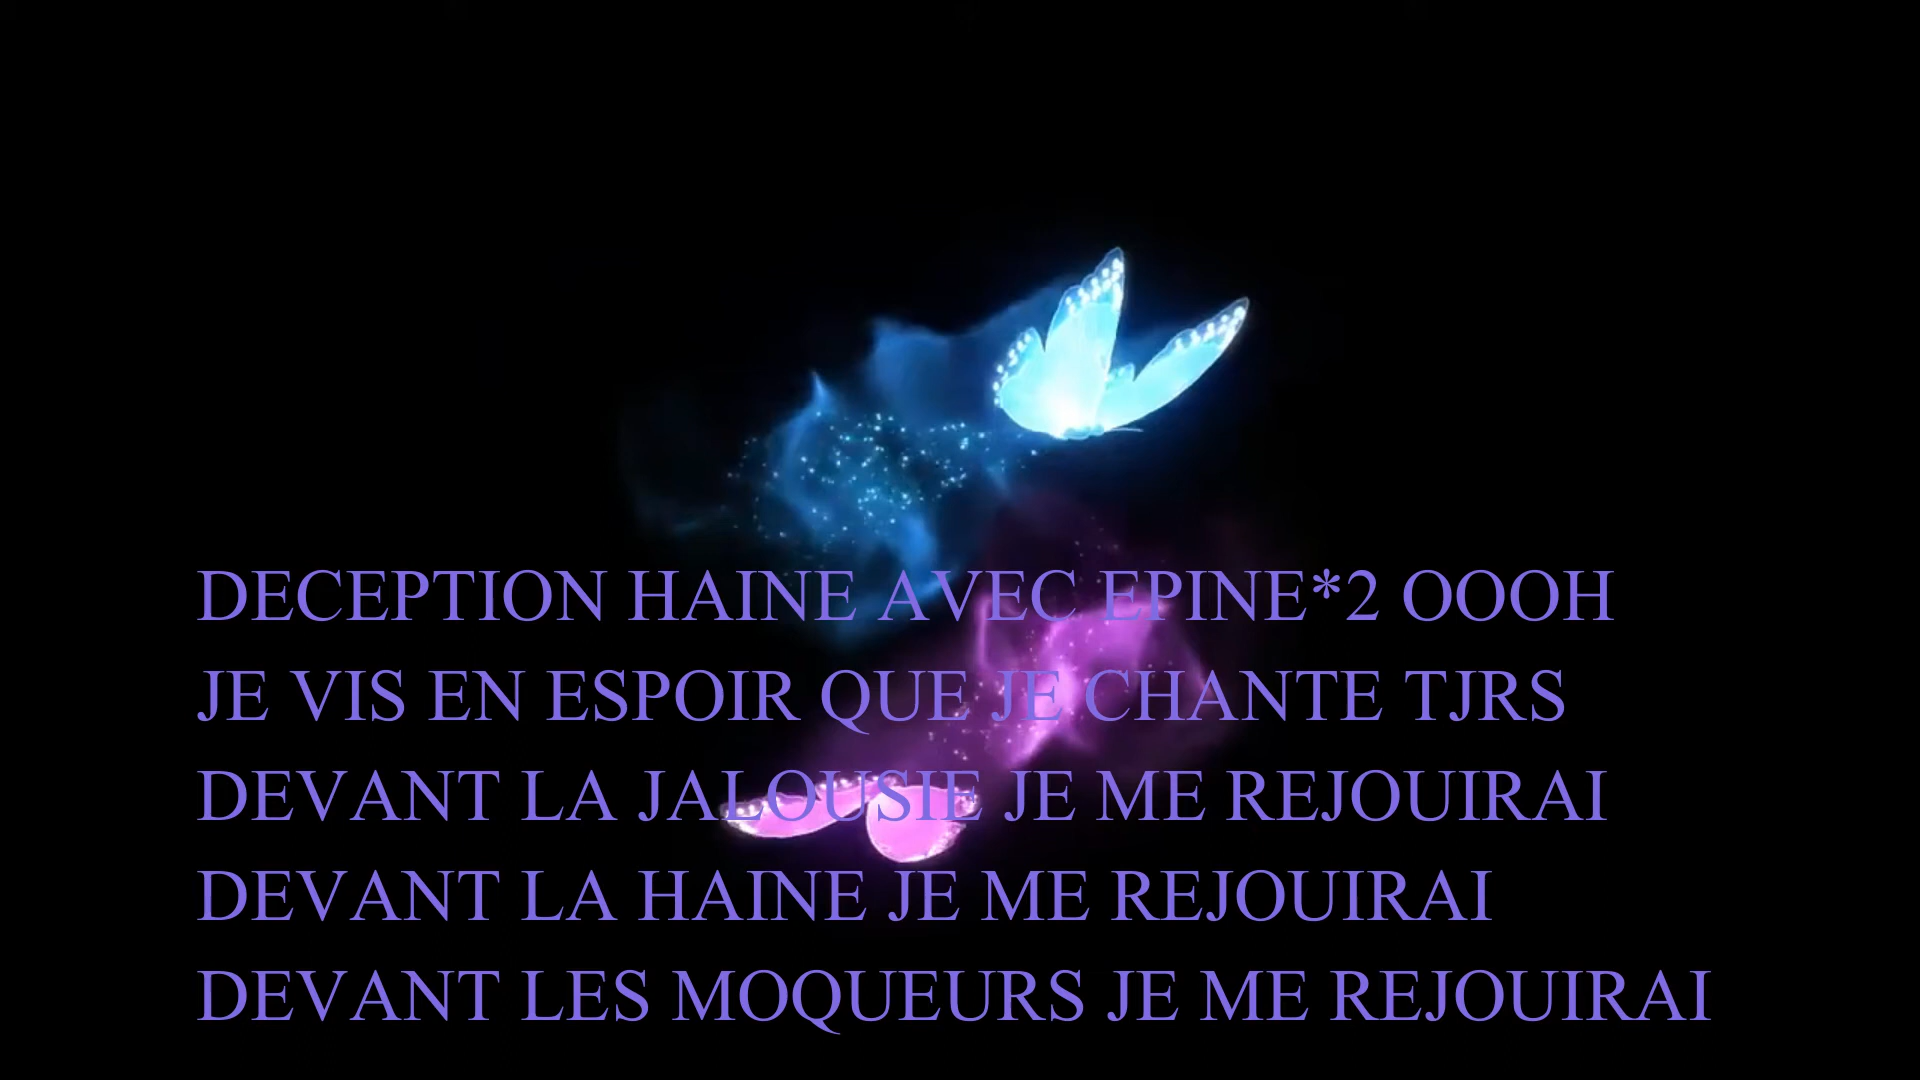 DECEPTION HAINE AVEC EPINE*2 OOOH
JE VIS EN ESPOIR QUE JE CHANTE TJRS
DEVANT LA JALOUSIE JE ME REJOUIRAI
DEVANT LA HAINE JE ME REJOUIRAI
DEVANT LES MOQUEURS JE ME REJOUIRAI